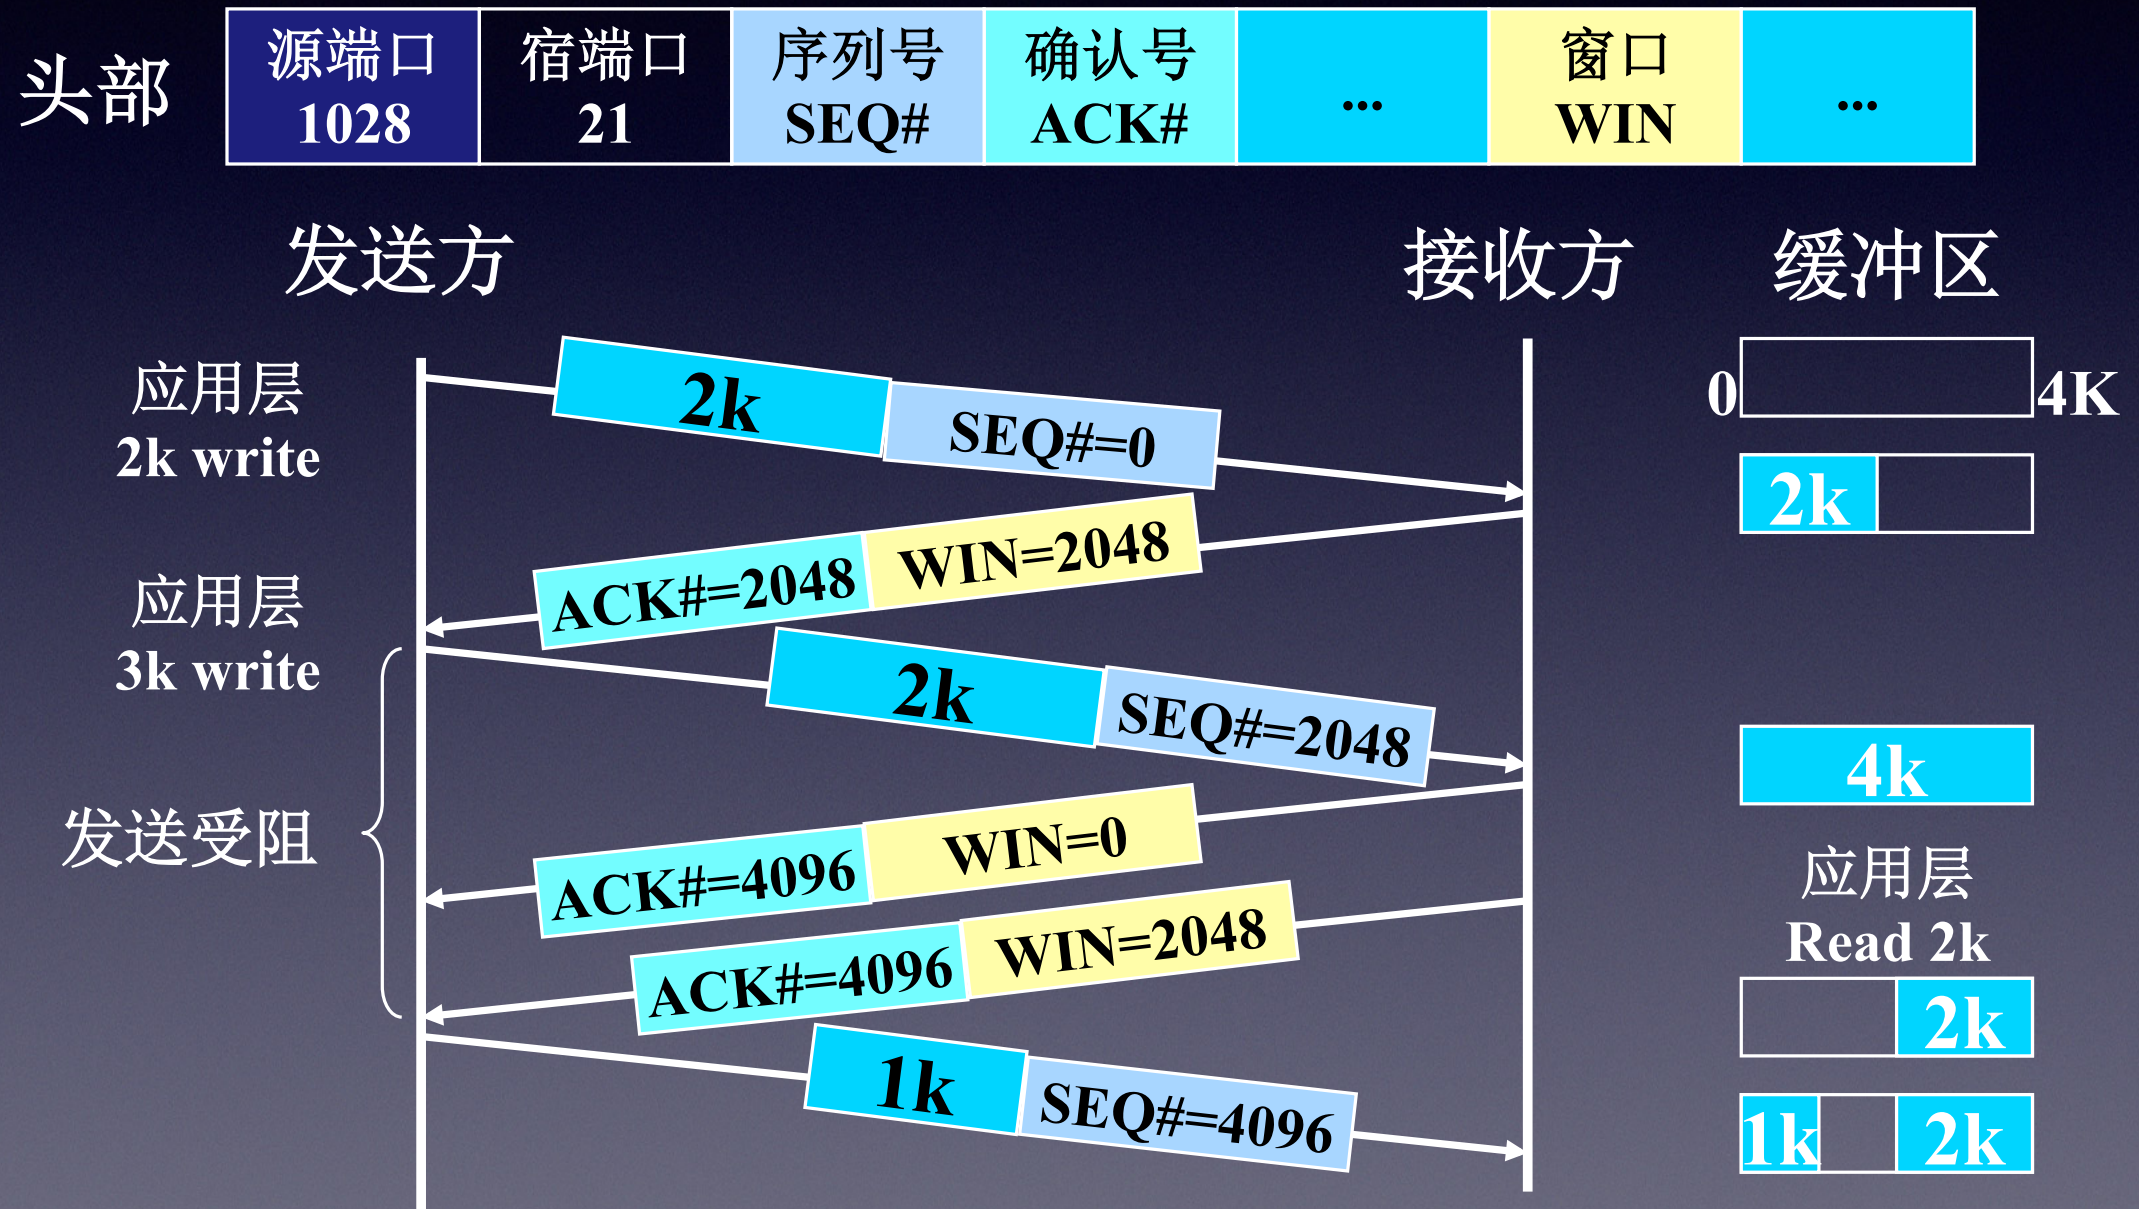 头部
源端口
1028
宿端口
21
序列号
SEQ#
确认号
ACK#
...
窗口
WIN
...
发送方
接收方
缓冲区
应用层
2k write
2k
SEQ#=0
0
4K
2k
ACK#=2048
WIN=2048
应用层
3k write
2k
SEQ#=2048
4k
发送受阻
ACK#=4096
WIN=0
应用层
Read 2k
ACK#=4096
WIN=2048
2k
1k
SEQ#=4096
1k
2k